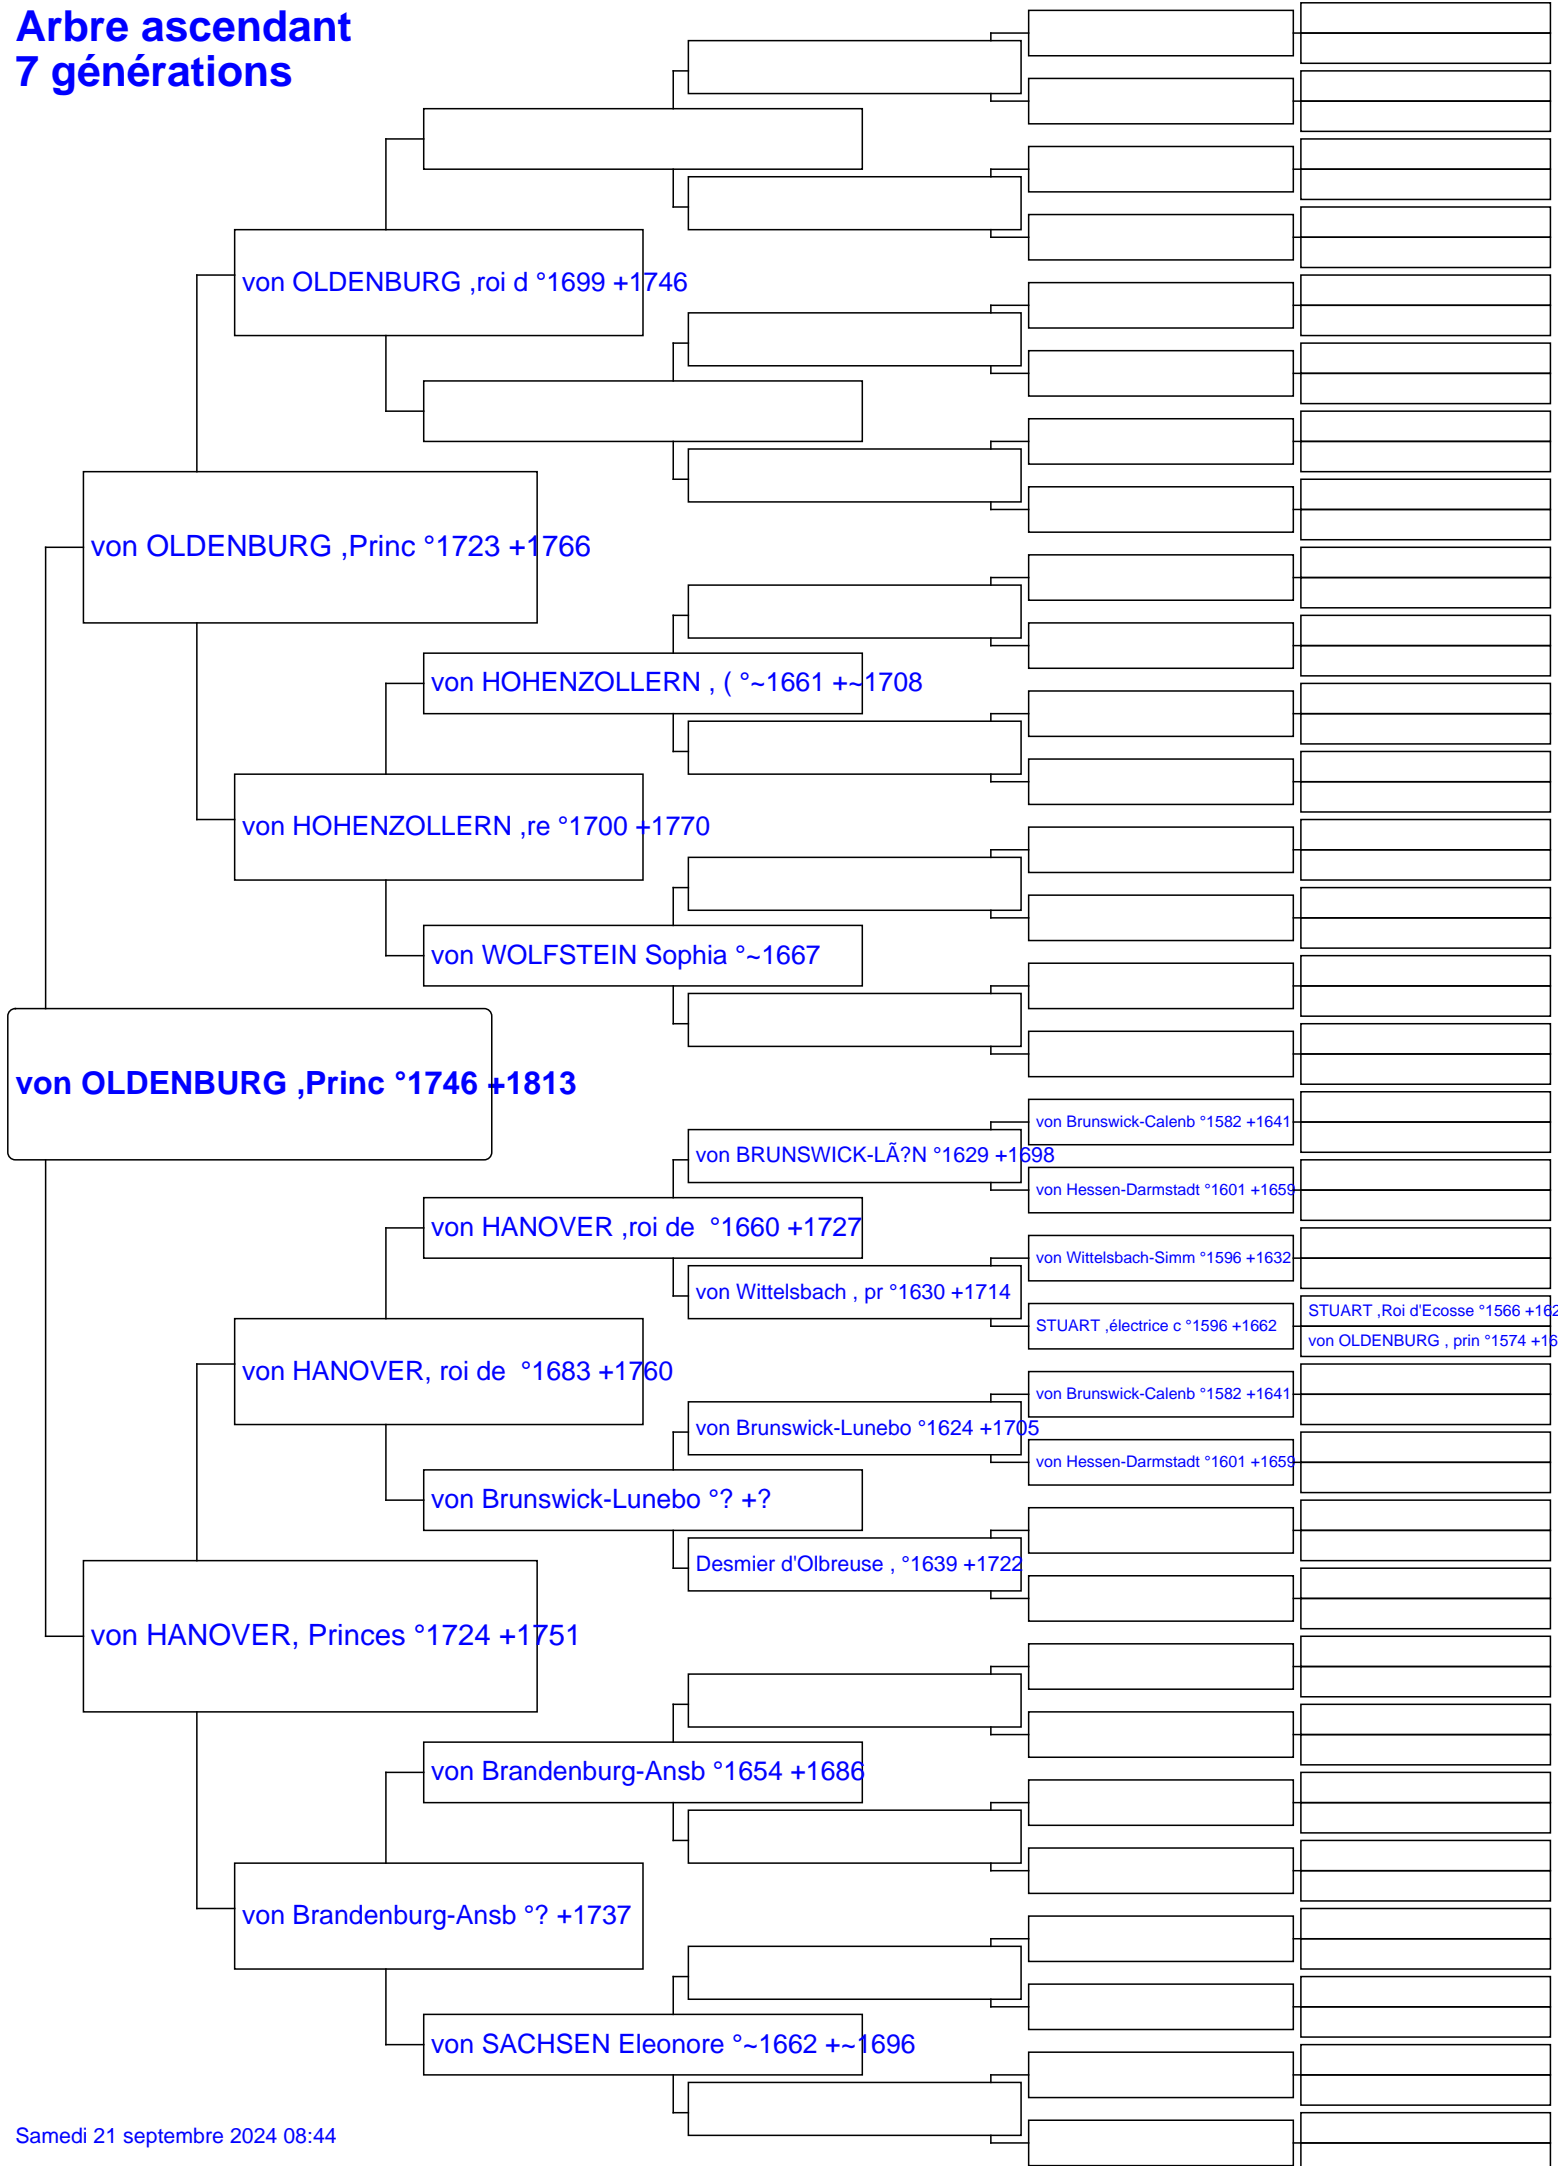 Arbre ascendant
7 générations
von OLDENBURG ,roi d °1699 +1746
von OLDENBURG ,Princ °1723 +1766
von HOHENZOLLERN , ( °~1661 +~1708
von HOHENZOLLERN ,re °1700 +1770
von WOLFSTEIN Sophia °~1667
von OLDENBURG ,Princ °1746 +1813
von Brunswick-Calenb °1582 +1641
von BRUNSWICK-LÃ?N °1629 +1698
von Hessen-Darmstadt °1601 +1659
von HANOVER ,roi de  °1660 +1727
von Wittelsbach-Simm °1596 +1632
von Wittelsbach , pr °1630 +1714
STUART ,Roi d'Ecosse °1566 +162
STUART ,électrice c °1596 +1662
von OLDENBURG , prin °1574 +16
von HANOVER, roi de  °1683 +1760
von Brunswick-Calenb °1582 +1641
von Brunswick-Lunebo °1624 +1705
von Hessen-Darmstadt °1601 +1659
von Brunswick-Lunebo °? +?
Desmier d'Olbreuse , °1639 +1722
von HANOVER, Princes °1724 +1751
von Brandenburg-Ansb °1654 +1686
von Brandenburg-Ansb °? +1737
von SACHSEN Eleonore °~1662 +~1696
Samedi 21 septembre 2024 08:44